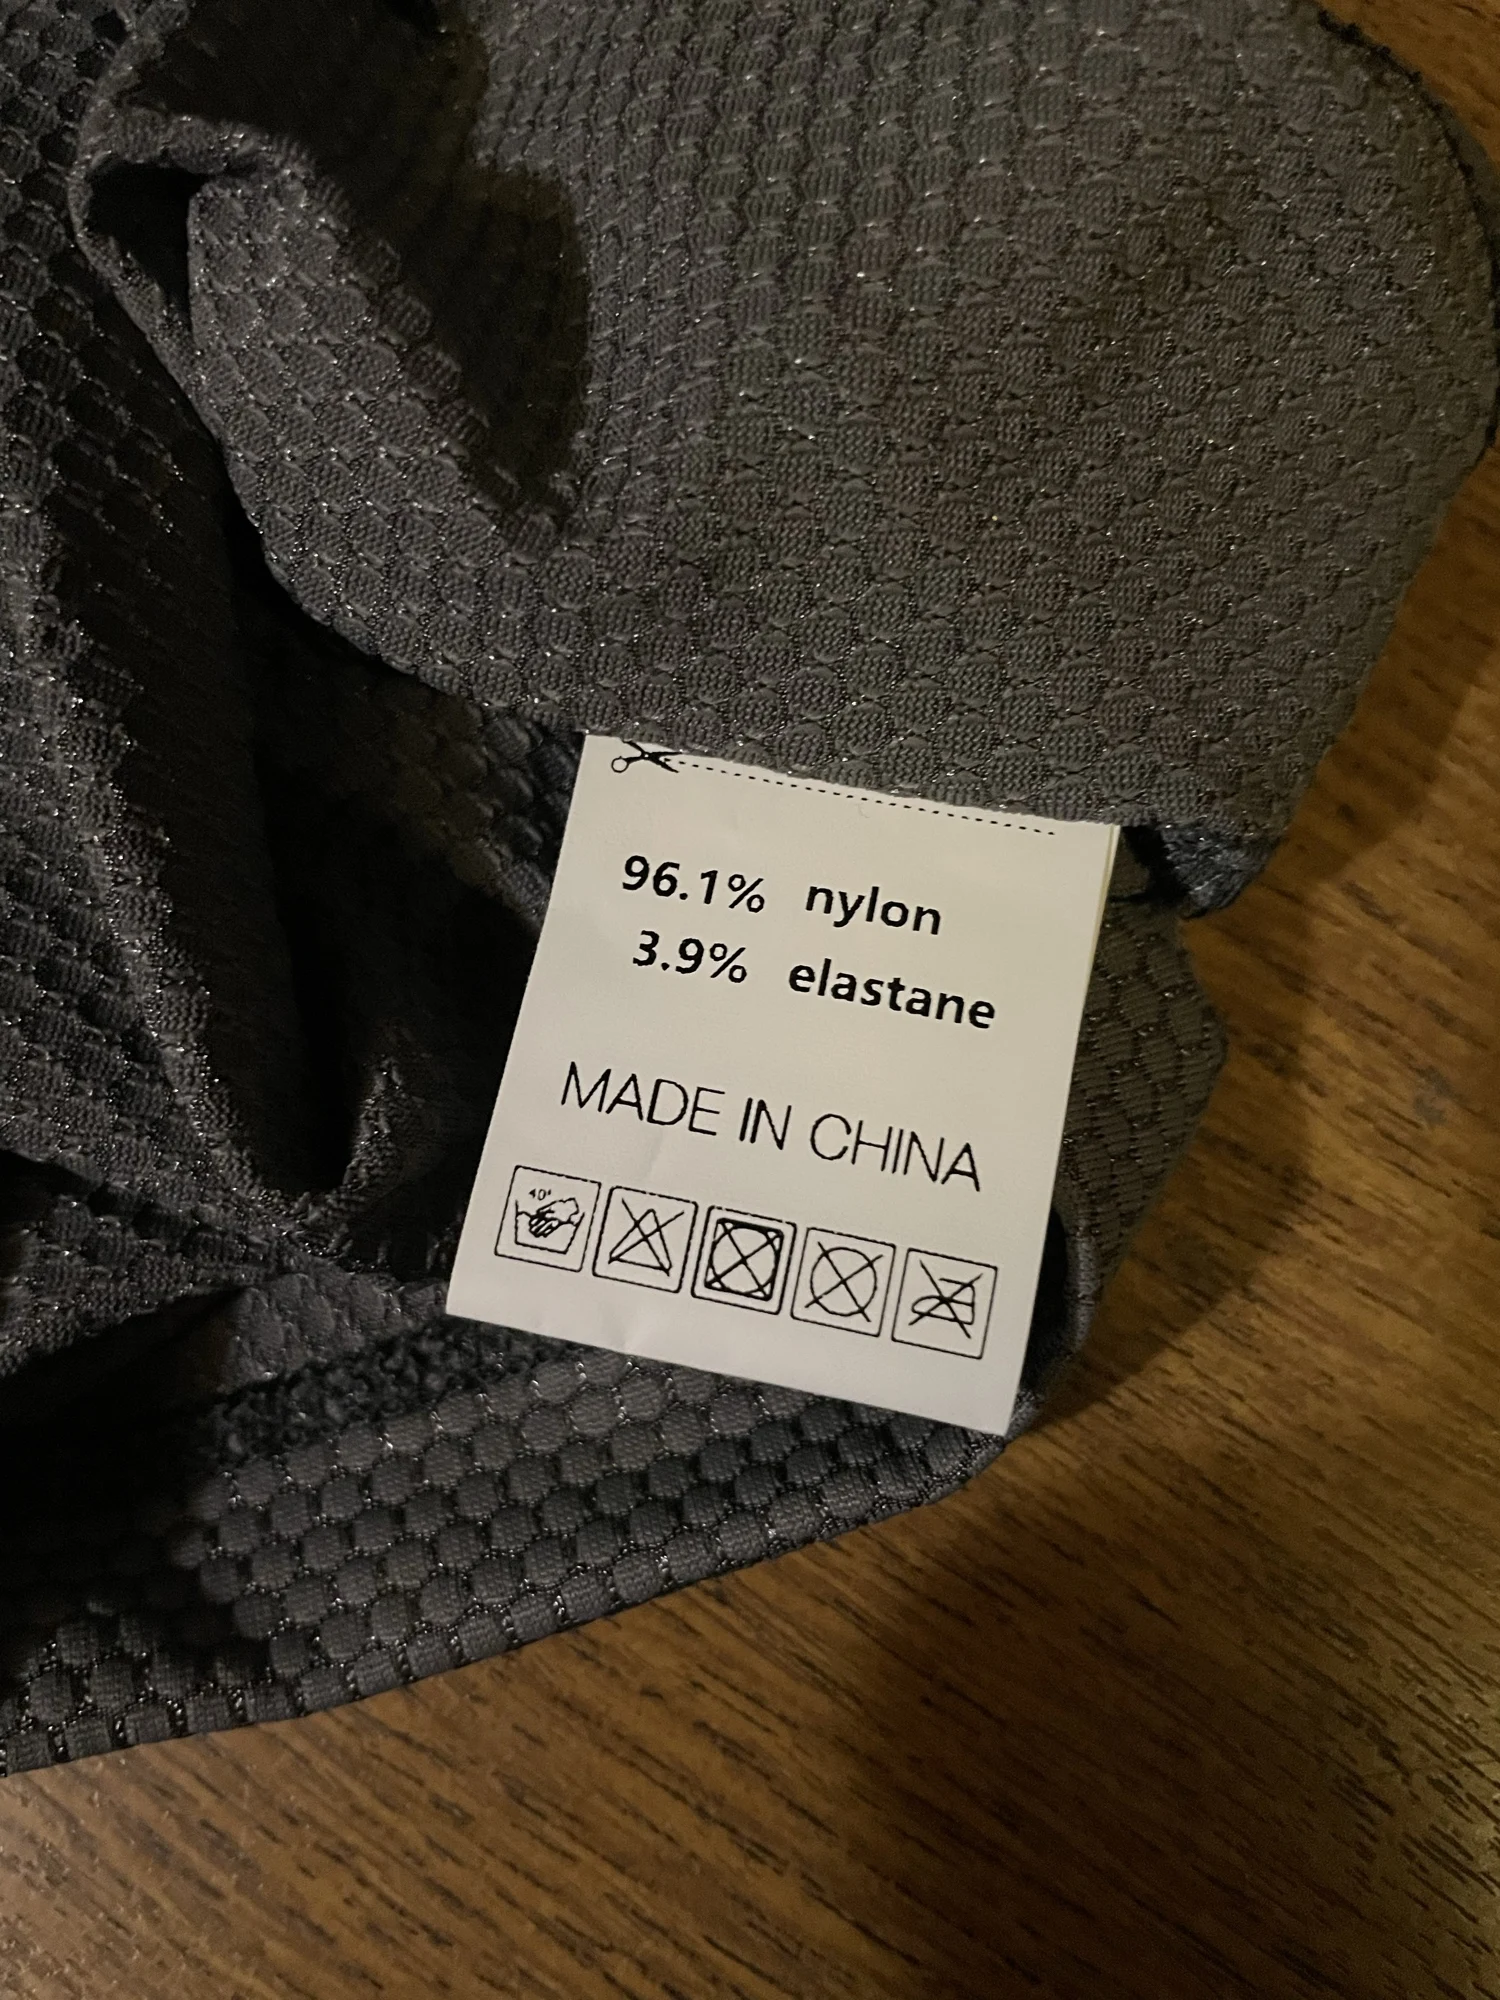 96.1% nylon
3.9% elastane
MADE IN CHINA
40°